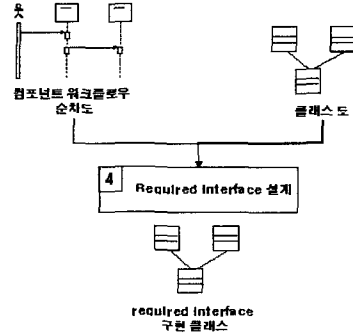 컴포넌트 워크플로우
순차도
클래스 도
4
Required Interface 설계
required interface
구현 클래스